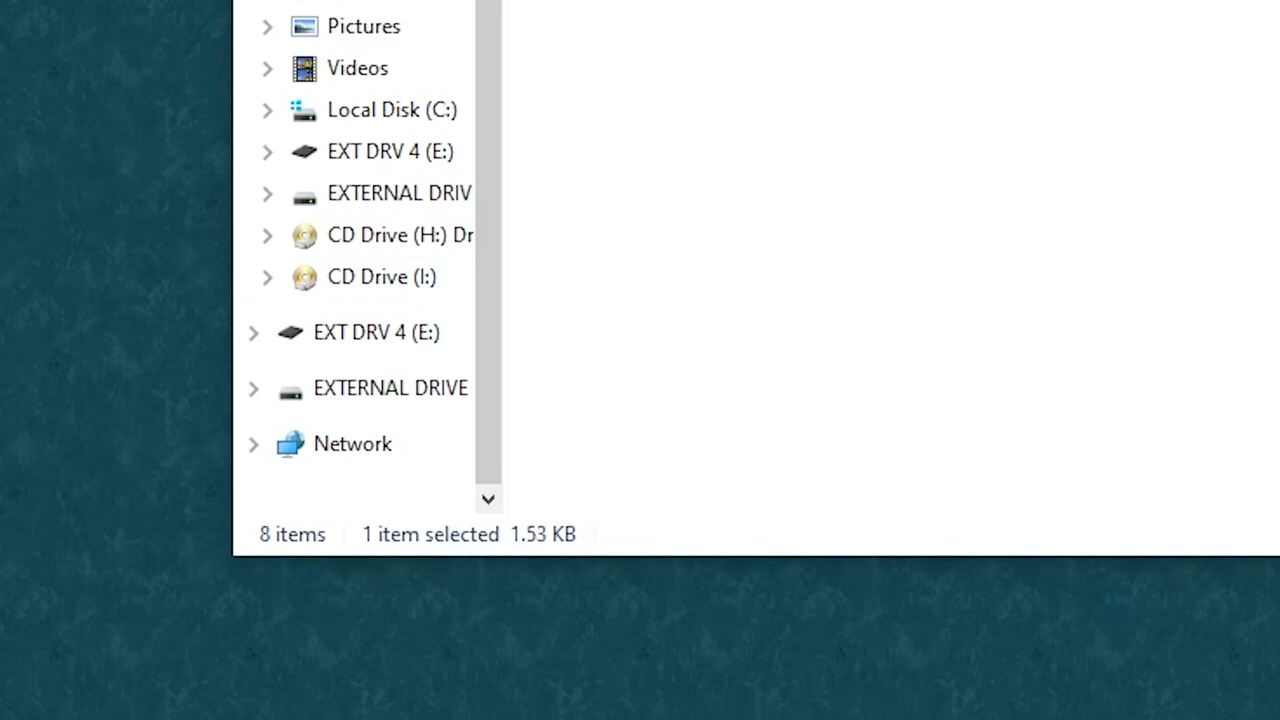 Pictures
Videos
Local Disk (C:)
EXT DRV 4 (E:)
EXTERNAL DRIV
CD Drive (H:) Dr
CD Drive (I:)
EXT DRV 4 (E:)
EXTERNAL DRIVE
Network
8 items 1 item selected 1.53 KB